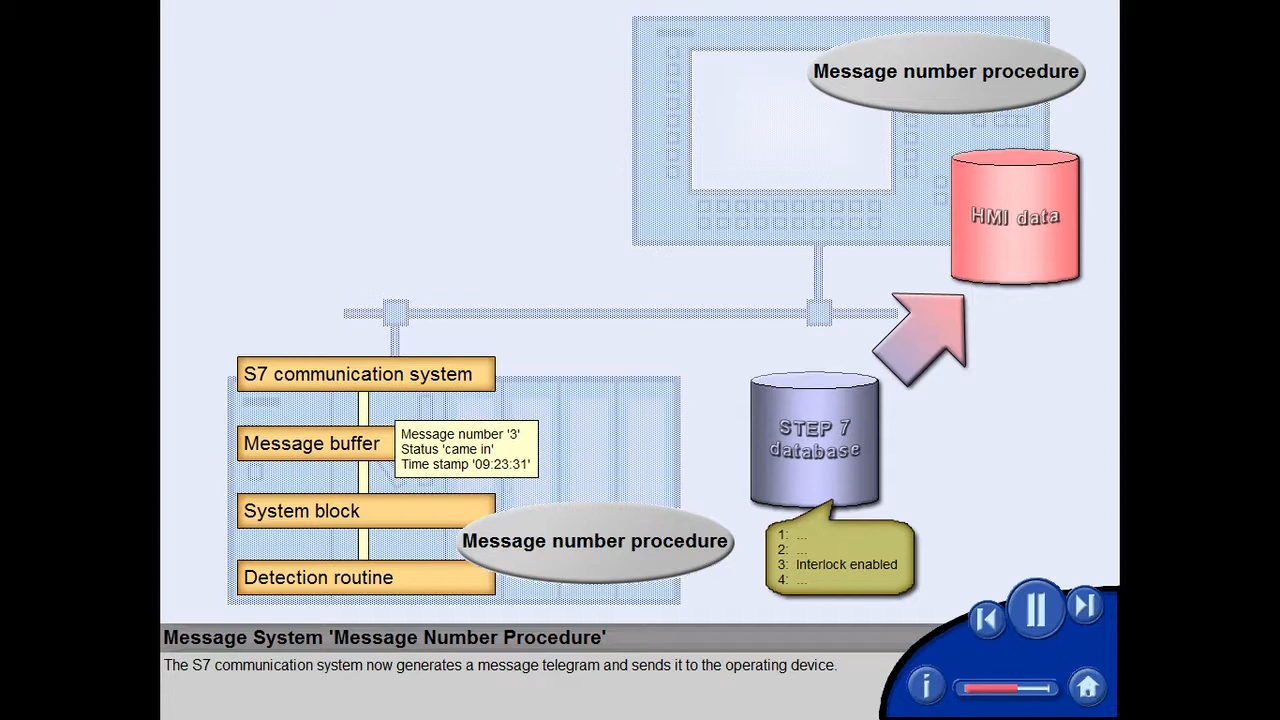 Message number procedure
HMI data
S7 communication system
Message buffer
Message number '3'
Status 'came in'
Time stamp '09:23:31'
STEP 7
database
System block
Message number procedure
Detection routine
1: ...
2: ...
3: Interlock enabled
4: ...
Message System 'Message Number Procedure'
The S7 communication system now generates a message telegram and sends it to the operating device.
i